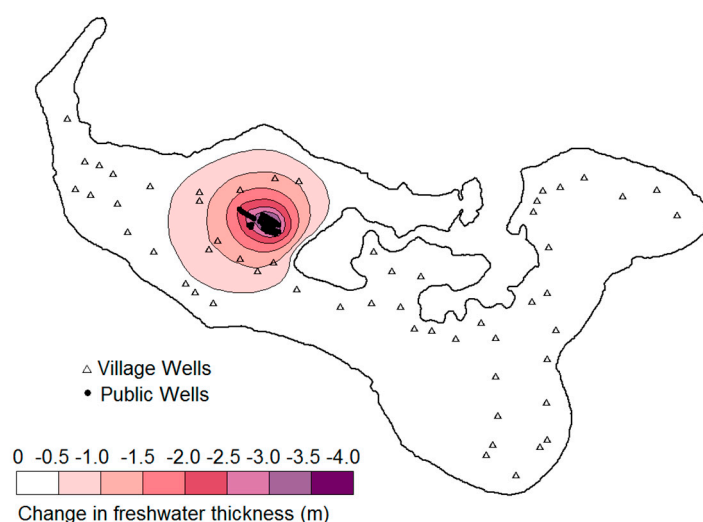 Village Wells
Public Wells
0 -0.5 -1.0 -1.5 -2.0 -2.5 -3.0 -3.5 -4.0
Change in freshwater thickness (m)